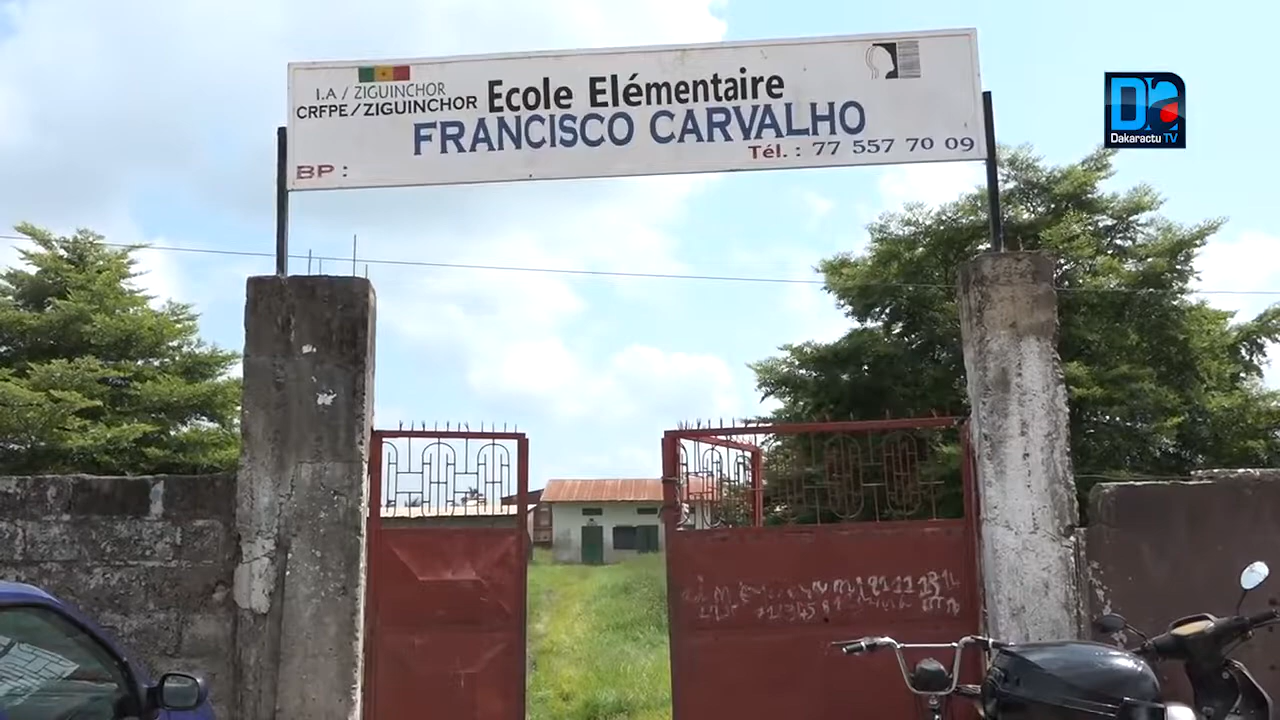 I.A / ZIGUINCHOR
CRFPE/ZIGUINCHOR
Ecole Elémentaire
FRANCISCO CARVALHO
BP :
Tél. : 77 557 70 09
Dakaractu TV